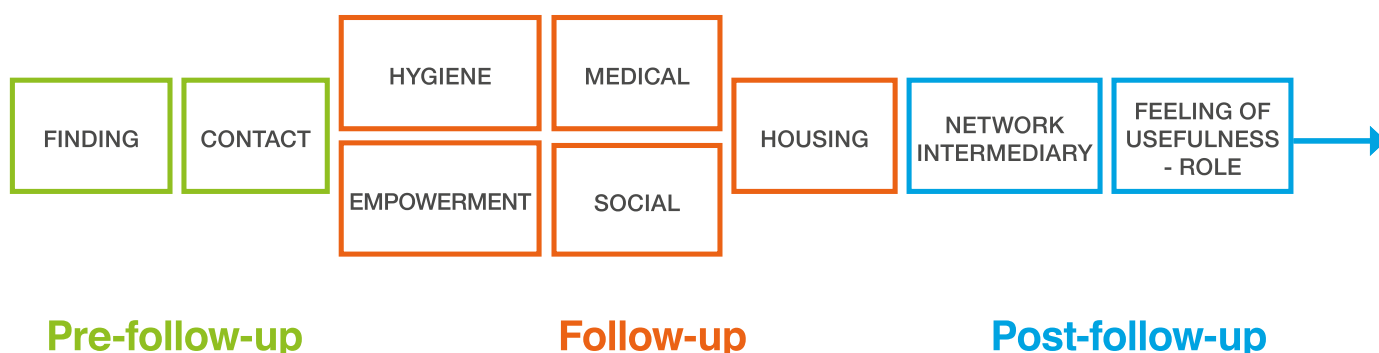 FINDING
CONTACT
HYGIENE
MEDICAL
EMPOWERMENT
SOCIAL
HOUSING
NETWORK
INTERMEDIARY
FEELING OF
USEFULNESS
- ROLE
Pre-follow-up
Follow-up
Post-follow-up